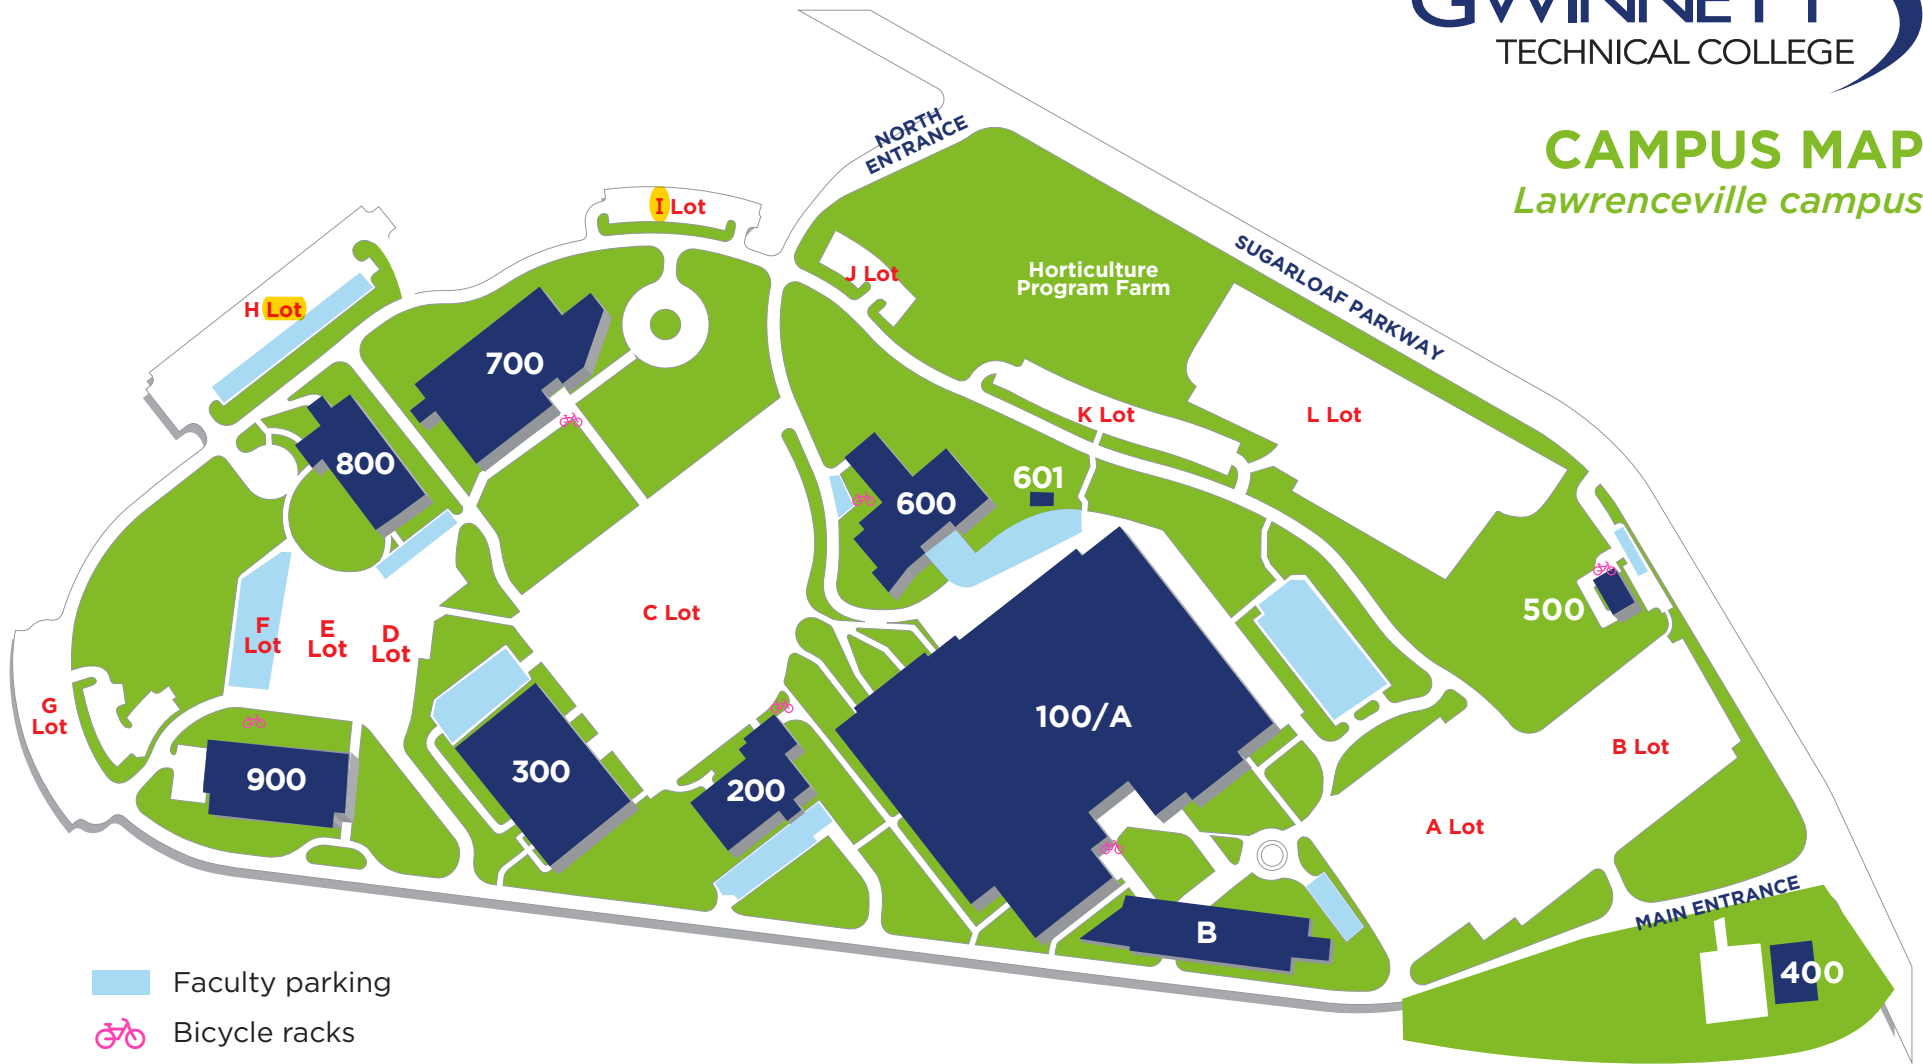 GWINNETT
TECHNICAL COLLEGE
CAMPUS MAP
Lawrenceville campus
NORTH
ENTRANCE
I Lot
J Lot
Horticulture
Program Farm
SUGARLOAF PARKWAY
H Lot
700
K Lot
L Lot
800
601
600
500
C Lot
F
Lot
E
Lot
D
Lot
G
Lot
100/A
B Lot
300
900
200
A Lot
MAIN ENTRANCE
B
400
Faculty parking
Bicycle racks